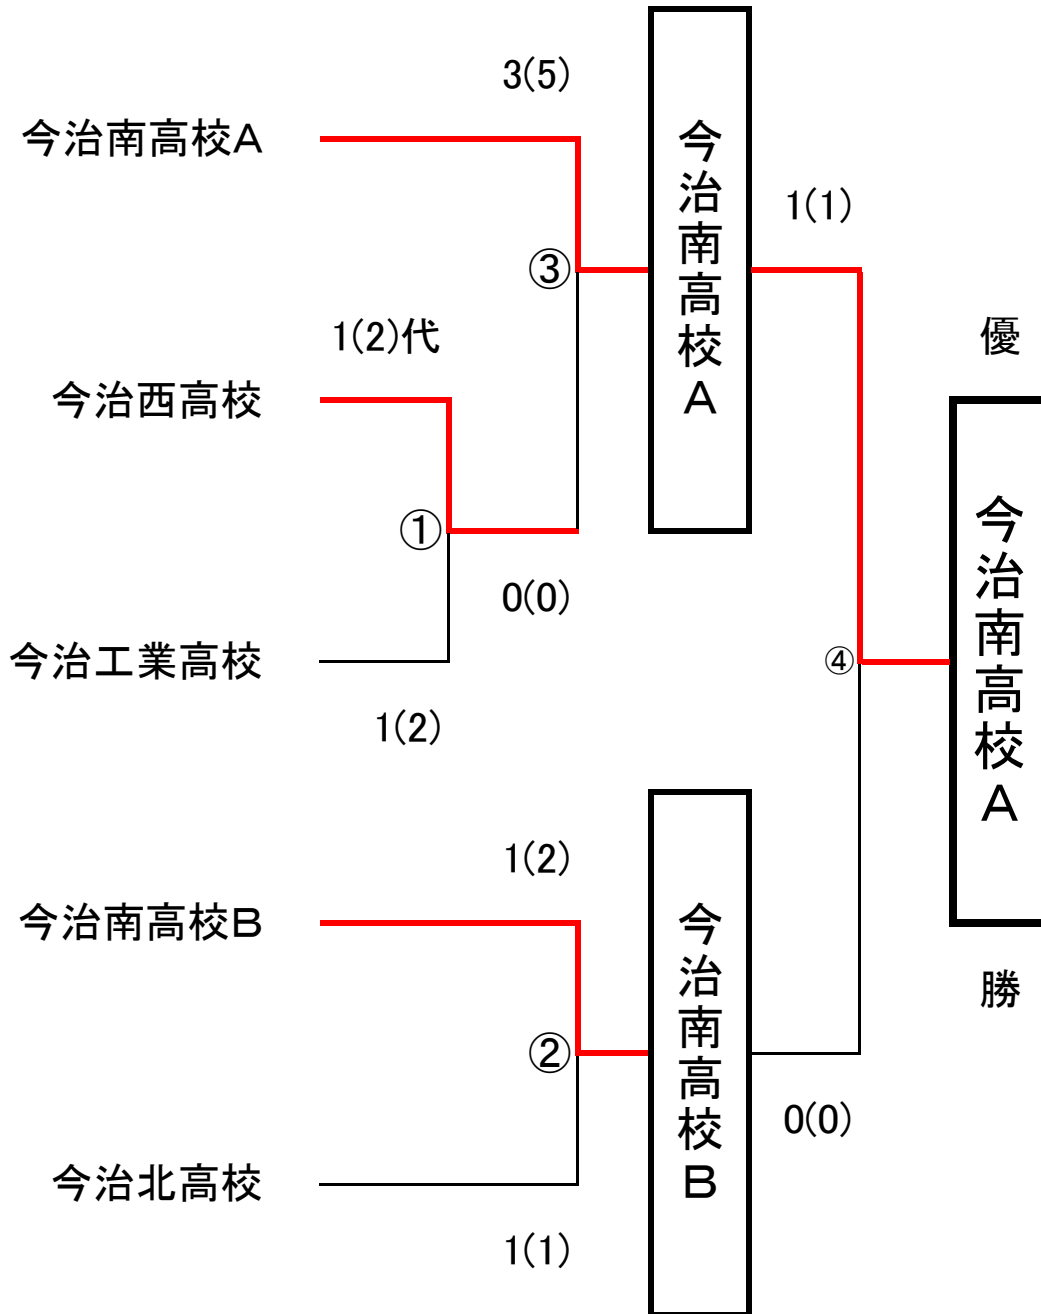 3(5)
今治南高校A
③
1(2)代
今治西高校
①
0(0)
今治工業高校
1(2)
1(2)
今治南高校B
②
今治北高校
1(1)
今治南高校A
1(1)
④
今治南高校B
0(0)
優
今治南高校A
勝